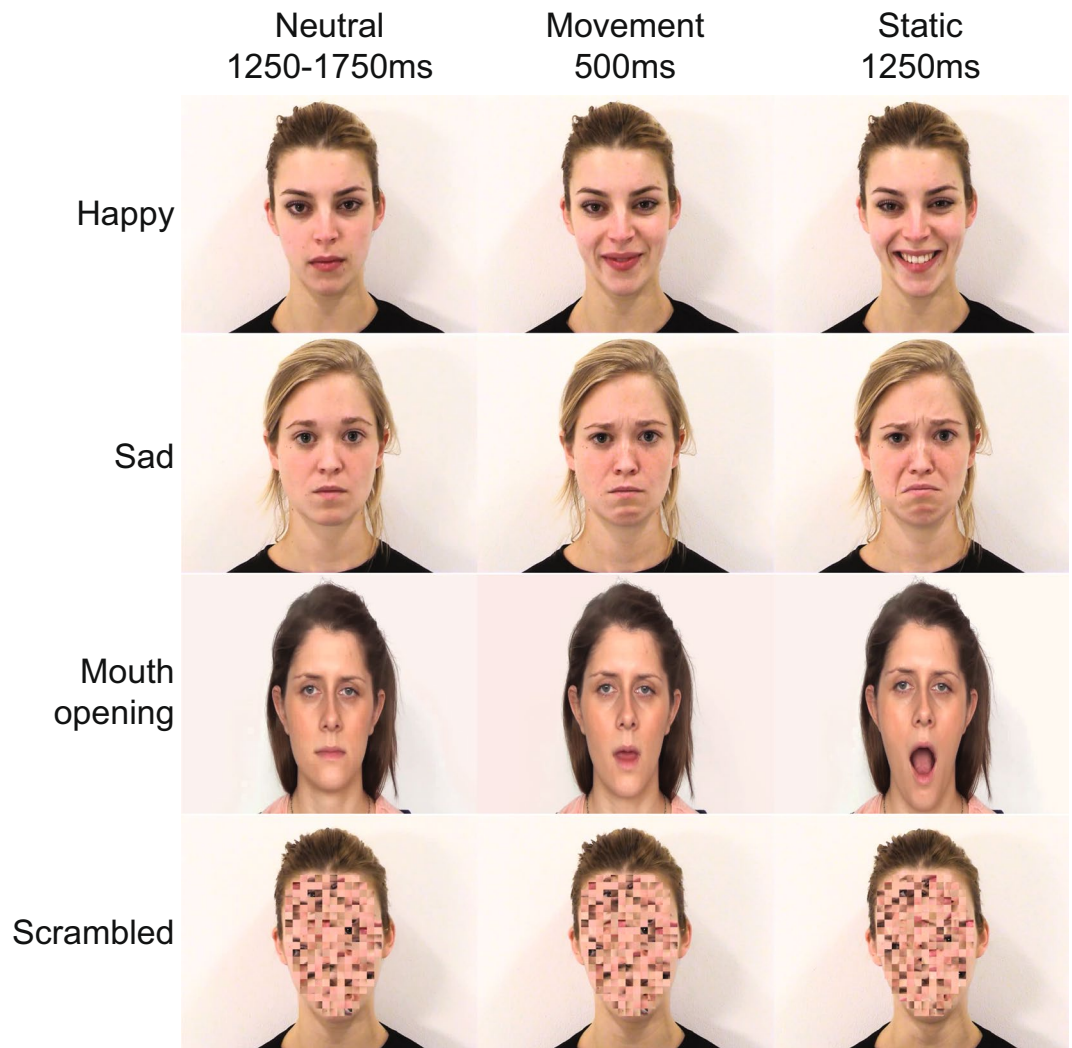 Neutral
1250-1750ms
Movement
500ms
Static
1250ms
Happy
Sad
Mouth
opening
Scrambled